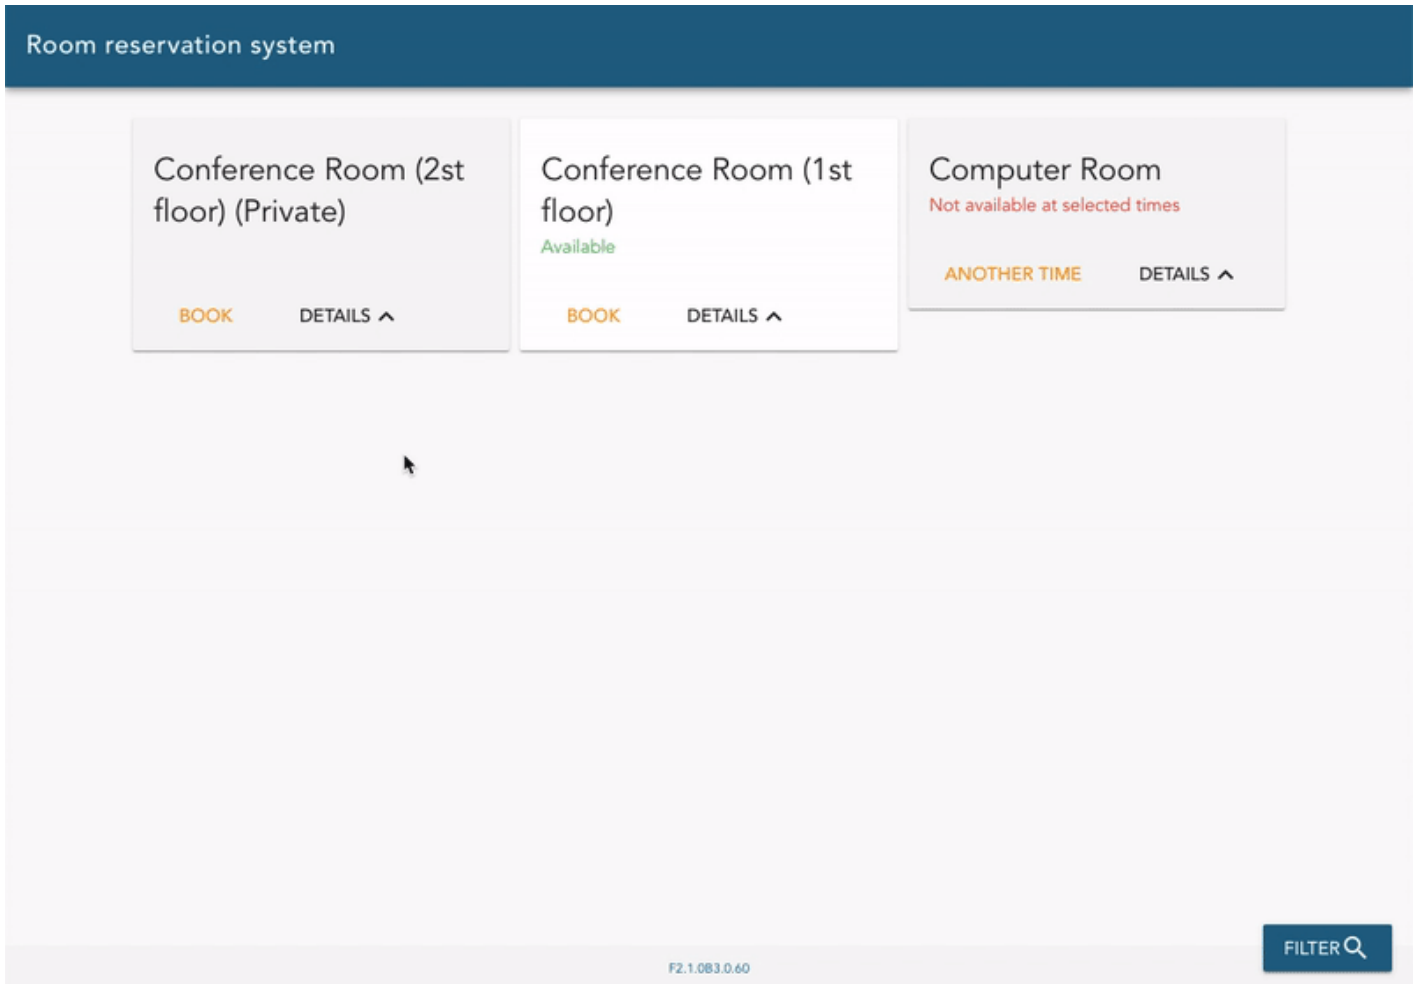 Room reservation system
Conference Room (2st
floor) (Private)
BOOK
DETAILS
Conference Room (1st
floor)
Available
BOOK
DETAILS
Computer Room
Not available at selected times
ANOTHER TIME
DETAILS
FILTER
F2.1.0B3.0.60